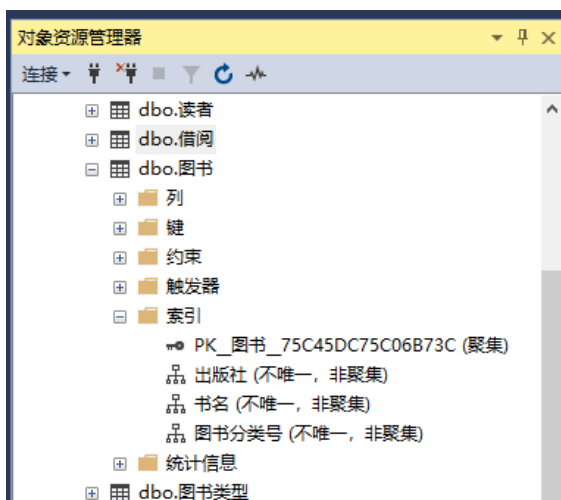 对象资源管理器
连接
dbo.读者
dbo.借阅
dbo.图书
列
键
约束
触发器
索引
PK__图书__75C45DC75C06B73C (聚集)
出版社 (不唯一，非聚集)
书名 (不唯一，非聚集)
图书分类号 (不唯一，非聚集)
统计信息
dbo.图书类型